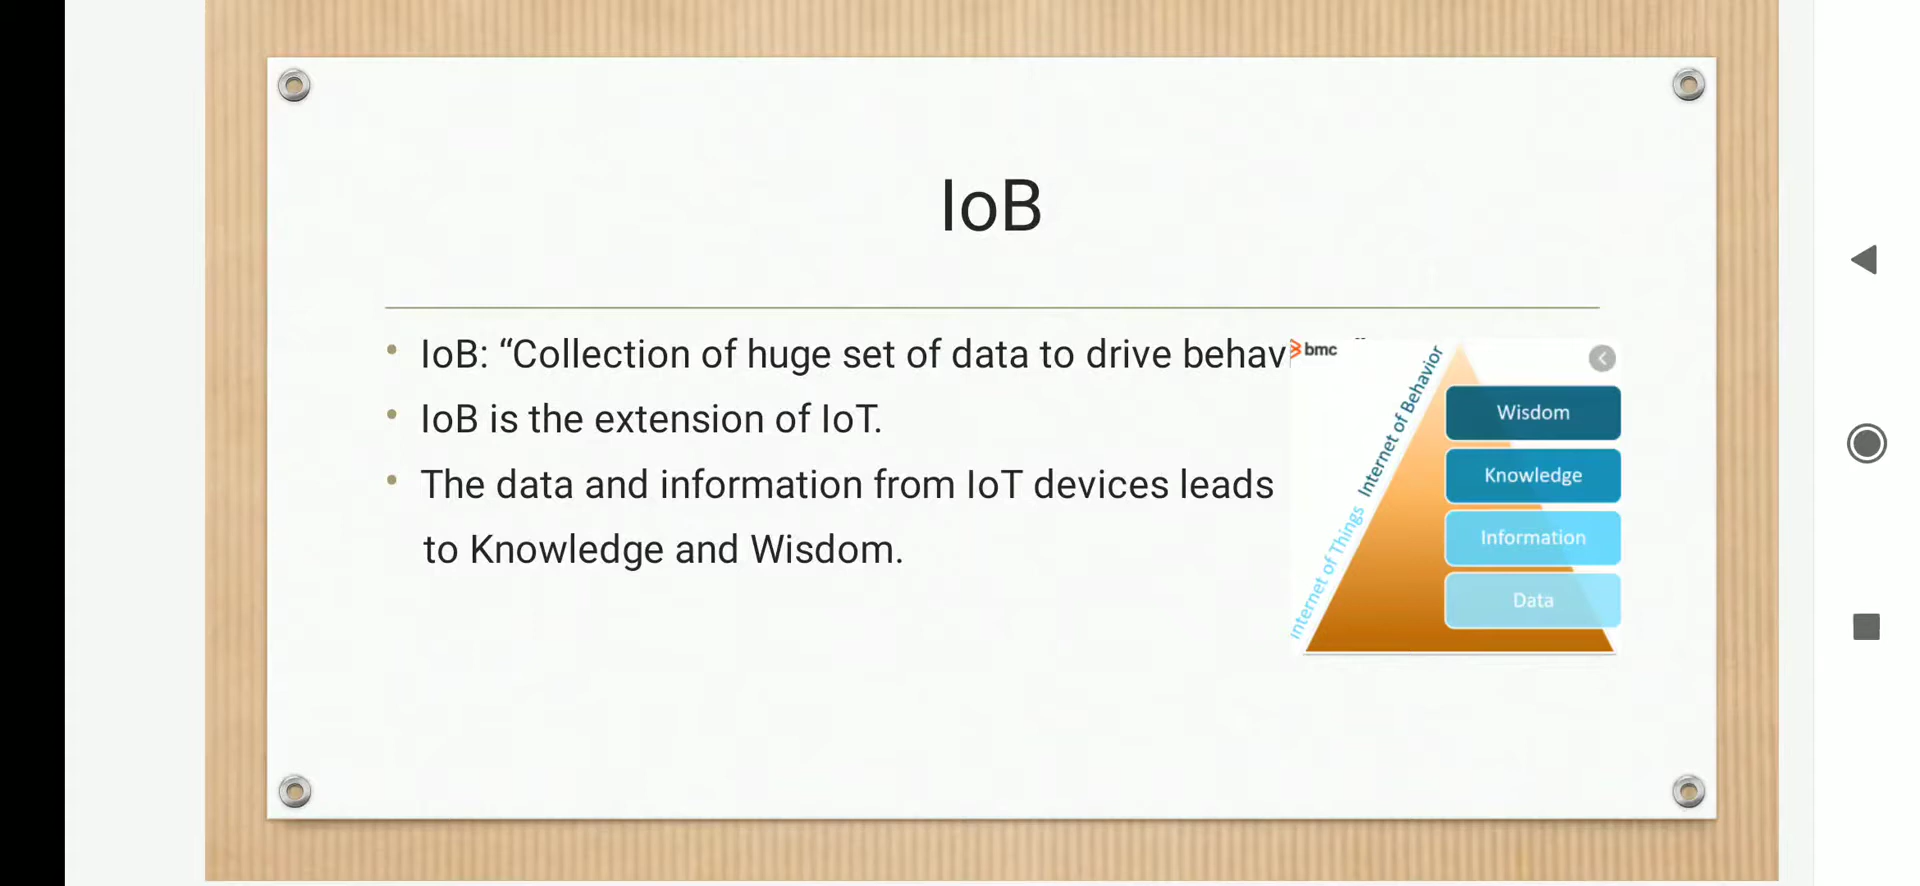 IoB
IoB: “Collection of huge set of data to drive
IoB is the extension of IoT.
The data and information from IoT devices leads
to Knowledge and Wisdom.
bmc
Internet of Behavior
Internet of Things
Wisdom
Knowledge
Information
Data